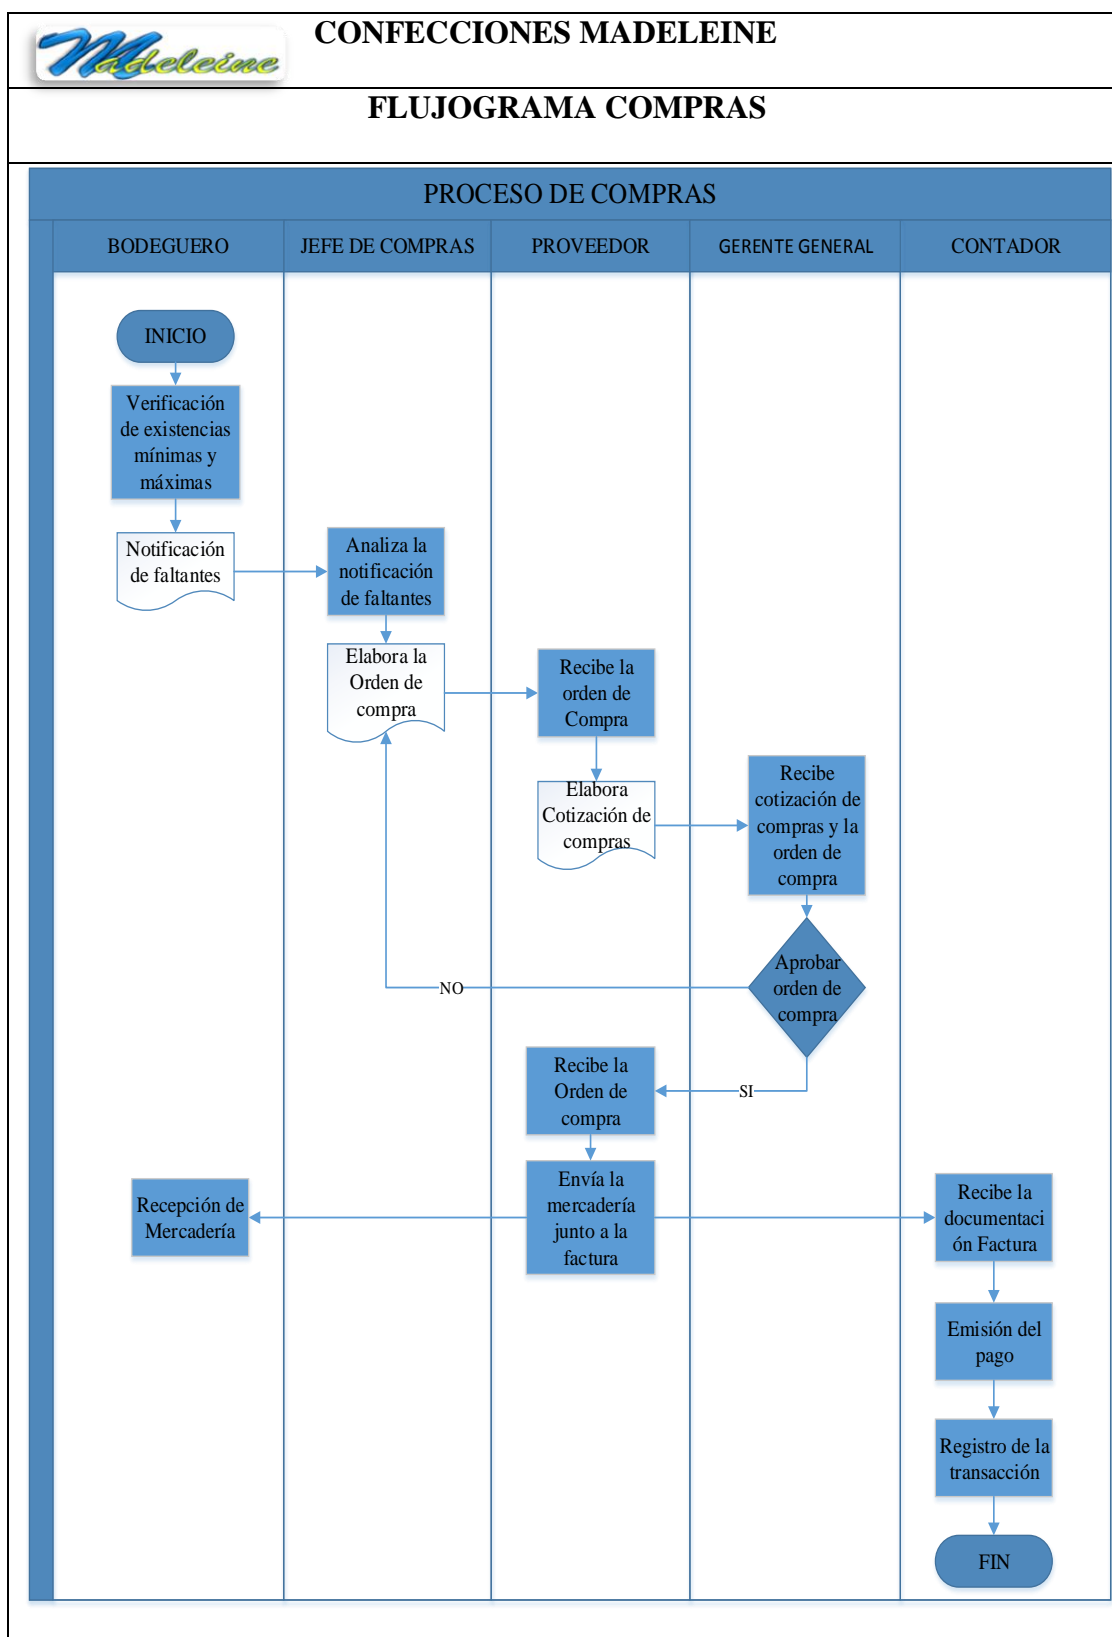 Madeleine
CONFECCIONES MADELEINE
FLUJOGRAMA COMPRAS
PROCESO DE COMPRAS
BODEGUERO
JEFE DE COMPRAS
PROVEEDOR
GERENTE GENERAL
CONTADOR
INICIO
Verificación
de existencias
mínimas y
máximas
Notificación
de faltantes
Analiza la
notificación
de faltantes
Elabora la
Orden de
compra
Recibe la
orden de
Compra
Elabora
Cotización de
compras
Recibe
cotización de
compras y la
orden de
compra
Aprobar
orden de
compra
NO
SI
Recibe la
Orden de
compra
Envía la
mercadería
junto a la
factura
Recepción de
Mercadería
Recibe la
documentaci
ón Factura
Emisión del
pago
Registro de la
transacción
FIN